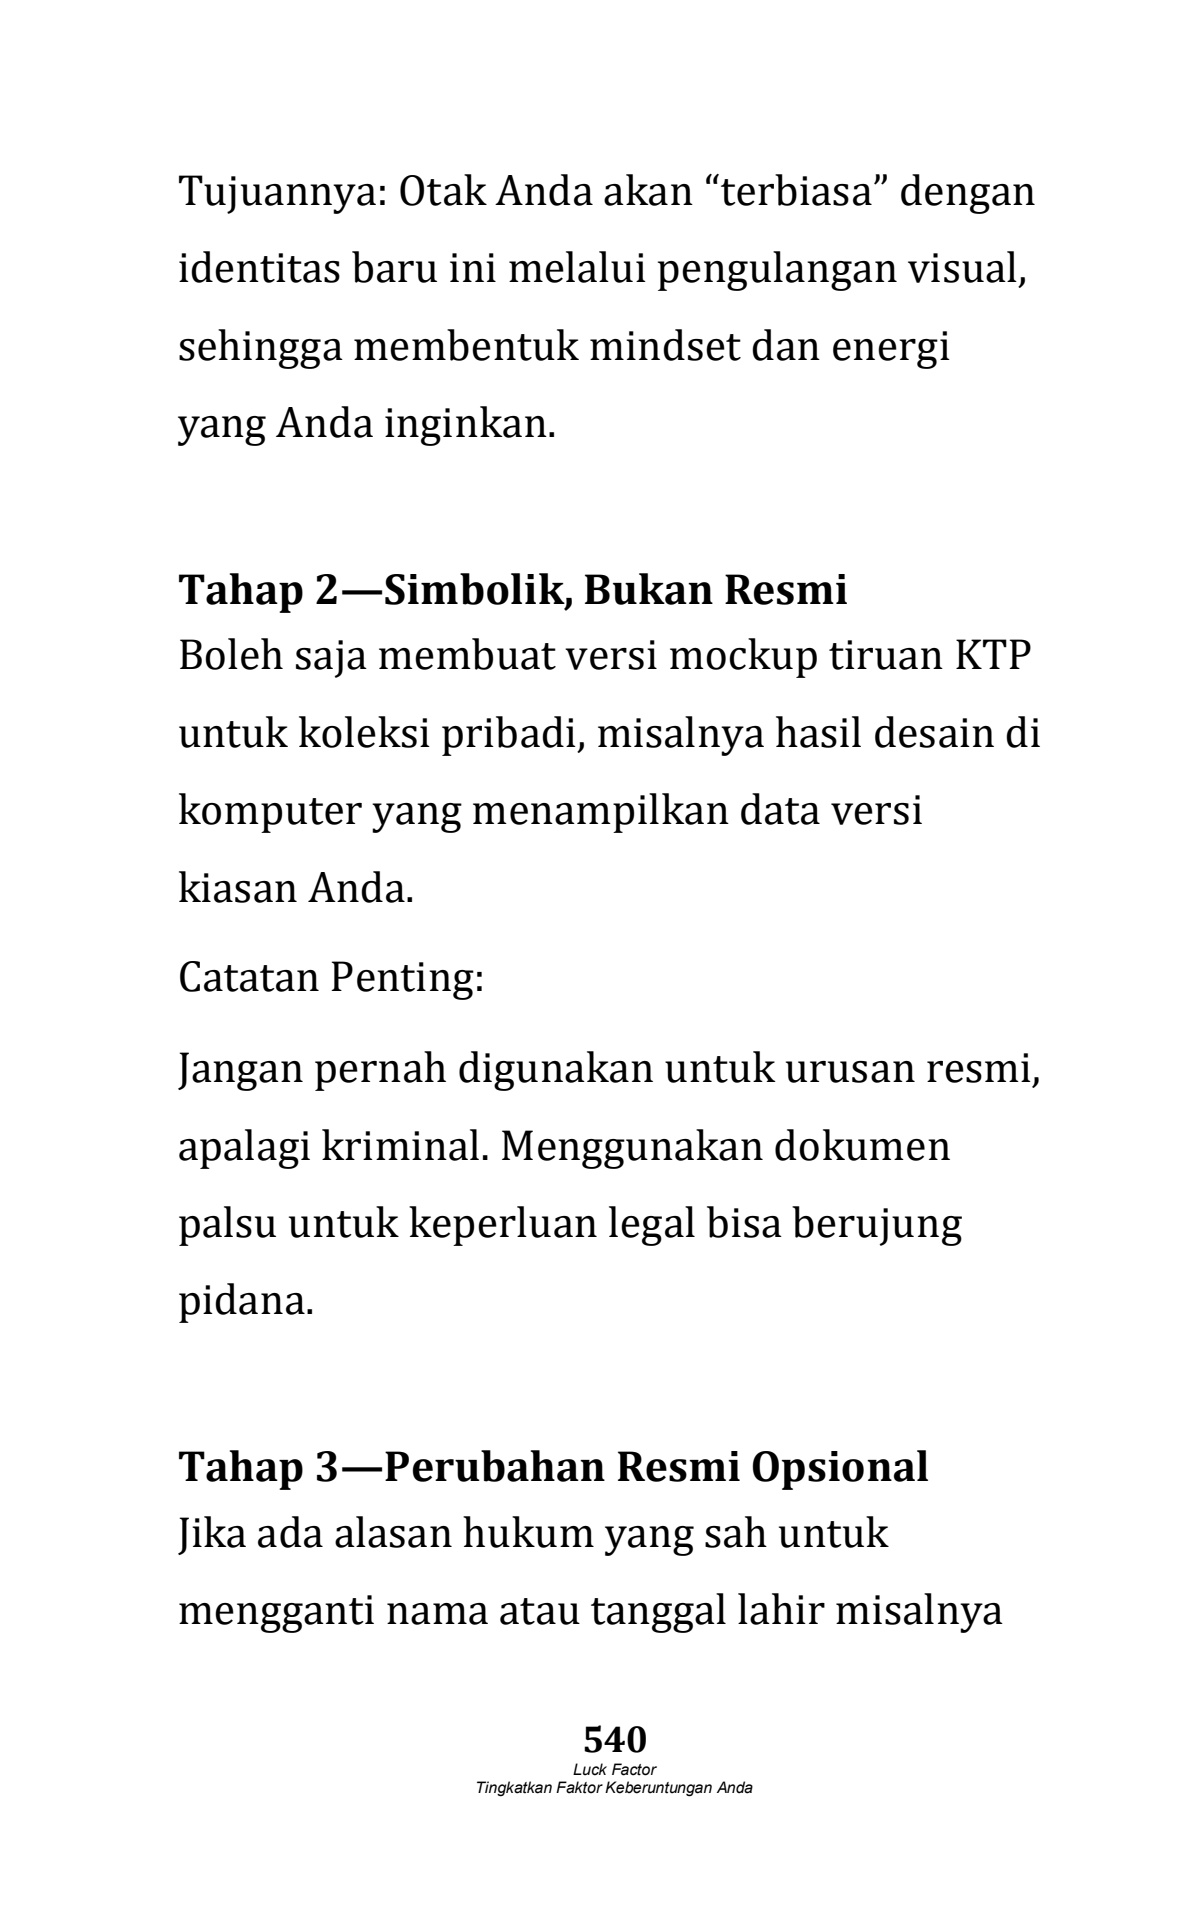 Tujuannya: Otak Anda akan “terbiasa” dengan
identitas baru ini melalui pengulangan visual,
sehingga membentuk mindset dan energi
yang Anda inginkan.
Tahap 2—Simbolik, Bukan Resmi
Boleh saja membuat versi mockup tiruan KTP
untuk koleksi pribadi, misalnya hasil desain di
komputer yang menampilkan data versi
kiasan Anda.
Catatan Penting:
Jangan pernah digunakan untuk urusan resmi,
apalagi kriminal. Menggunakan dokumen
palsu untuk keperluan legal bisa berujung
pidana.
Tahap 3—Perubahan Resmi Opsional
Jika ada alasan hukum yang sah untuk
mengganti nama atau tanggal lahir misalnya
540
Luck Factor
Tingkatkan Faktor Keberuntungan Anda